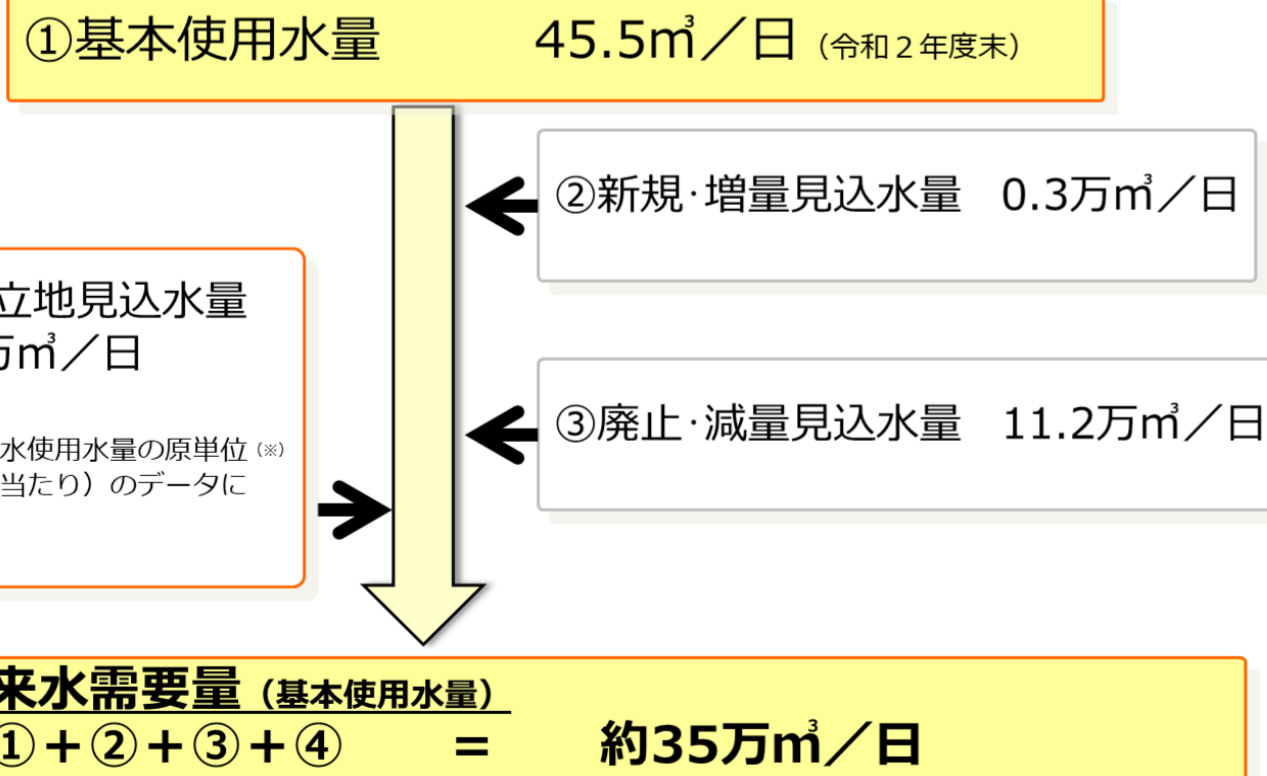 ①基本使用水量 45.5㎥／日（令和２年度末）
②新規･増量見込水量 0.3万㎥／日
立地見込水量
万㎥／日
③廃止･減量見込水量 11.2万㎥／日
水使用水量の原単位（※）
当たり）のデータに
来水需要量（基本使用水量）
①＋②＋③＋④ ＝ 約35万㎥／日